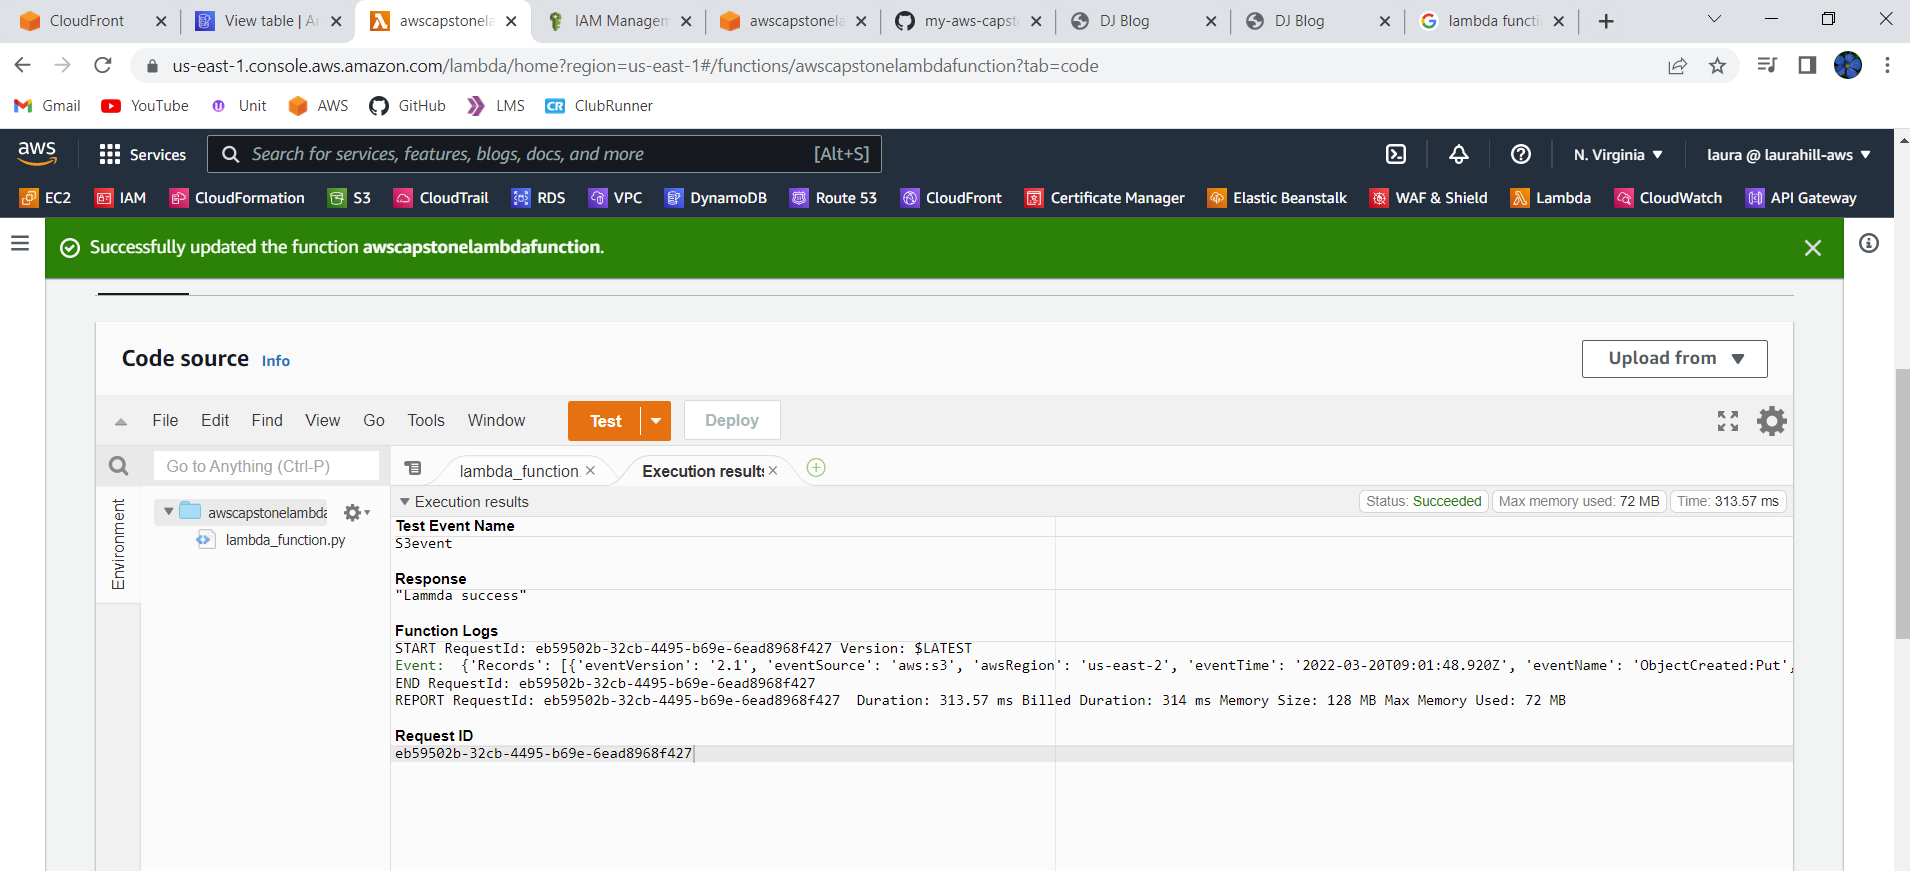 CloudFront
View table | Ar
awscapstonela
IAM Managem
awscapstonela
my-aws-capst
DJ Blog
DJ Blog
lambda functi
us-east-1.console.aws.amazon.com/lambda/home?region=us-east-1#/functions/awscapstonelambdafunction?tab=code
Gmail
YouTube
Unit
AWS
GitHub
LMS
CR ClubRunner
aws
Services
Search for services, features, blogs, docs, and more [Alt+S]
N. Virginia
laura @ laurahill-aws
EC2
IAM
CloudFormation
S3
CloudTrail
RDS
VPC
DynamoDB
Route 53
CloudFront
Certificate Manager
Elastic Beanstalk
WAF & Shield
Lambda
CloudWatch
API Gateway
Successfully updated the function awscapstonelambdafunction.
Code source Info
Upload from
File Edit Find View Go Tools Window
Test
Deploy
Go to Anything (Ctrl-P)
lambda_function.
Execution results
Environment
awscapstonelambda
lambda_function.py
Execution results
Status: Succeeded
Max memory used: 72 MB
Time: 313.57 ms
Test Event Name
S3event
Response
"Lammda success"
Function Logs
START RequestId: eb59502b-32cb-4495-b69e-6ead8968f427 Version: $LATEST
Event:  {'Records': [{'eventVersion': '2.1', 'eventSource': 'aws:s3', 'awsRegion': 'us-east-2', 'eventTime': '2022-03-20T09:01:48.920Z', 'eventName': 'ObjectCreated:Put',
END RequestId: eb59502b-32cb-4495-b69e-6ead8968f427
REPORT RequestId: eb59502b-32cb-4495-b69e-6ead8968f427  Duration: 313.57 ms Billed Duration: 314 ms Memory Size: 128 MB Max Memory Used: 72 MB
Request ID
eb59502b-32cb-4495-b69e-6ead8968f427